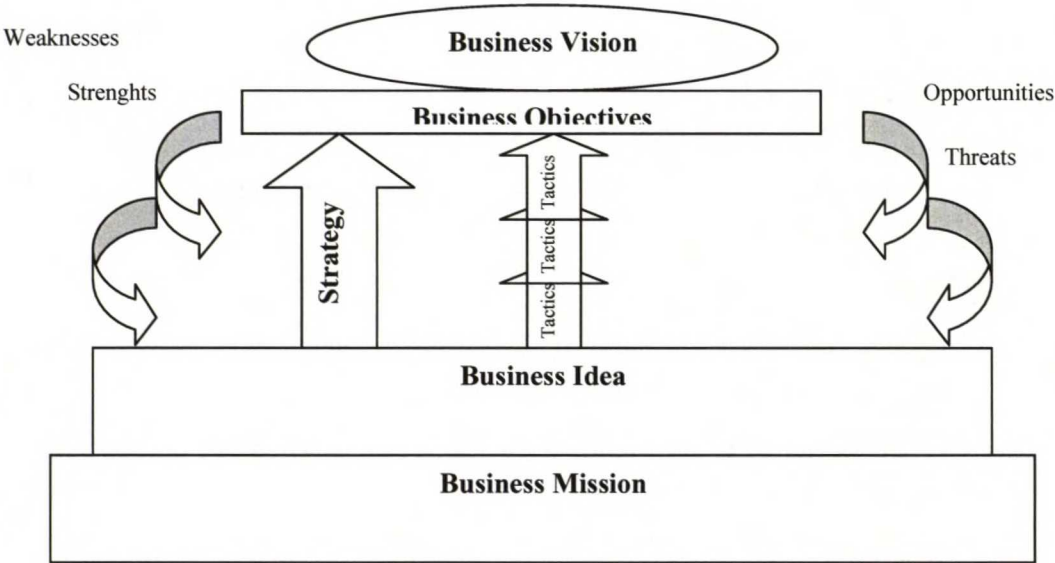 Weaknesses
Business Vision
Strenghts
Opportunities
Business Objectives
Threats
Strategy
Tactics
Tactics
Tactics
Business Idea
Business Mission